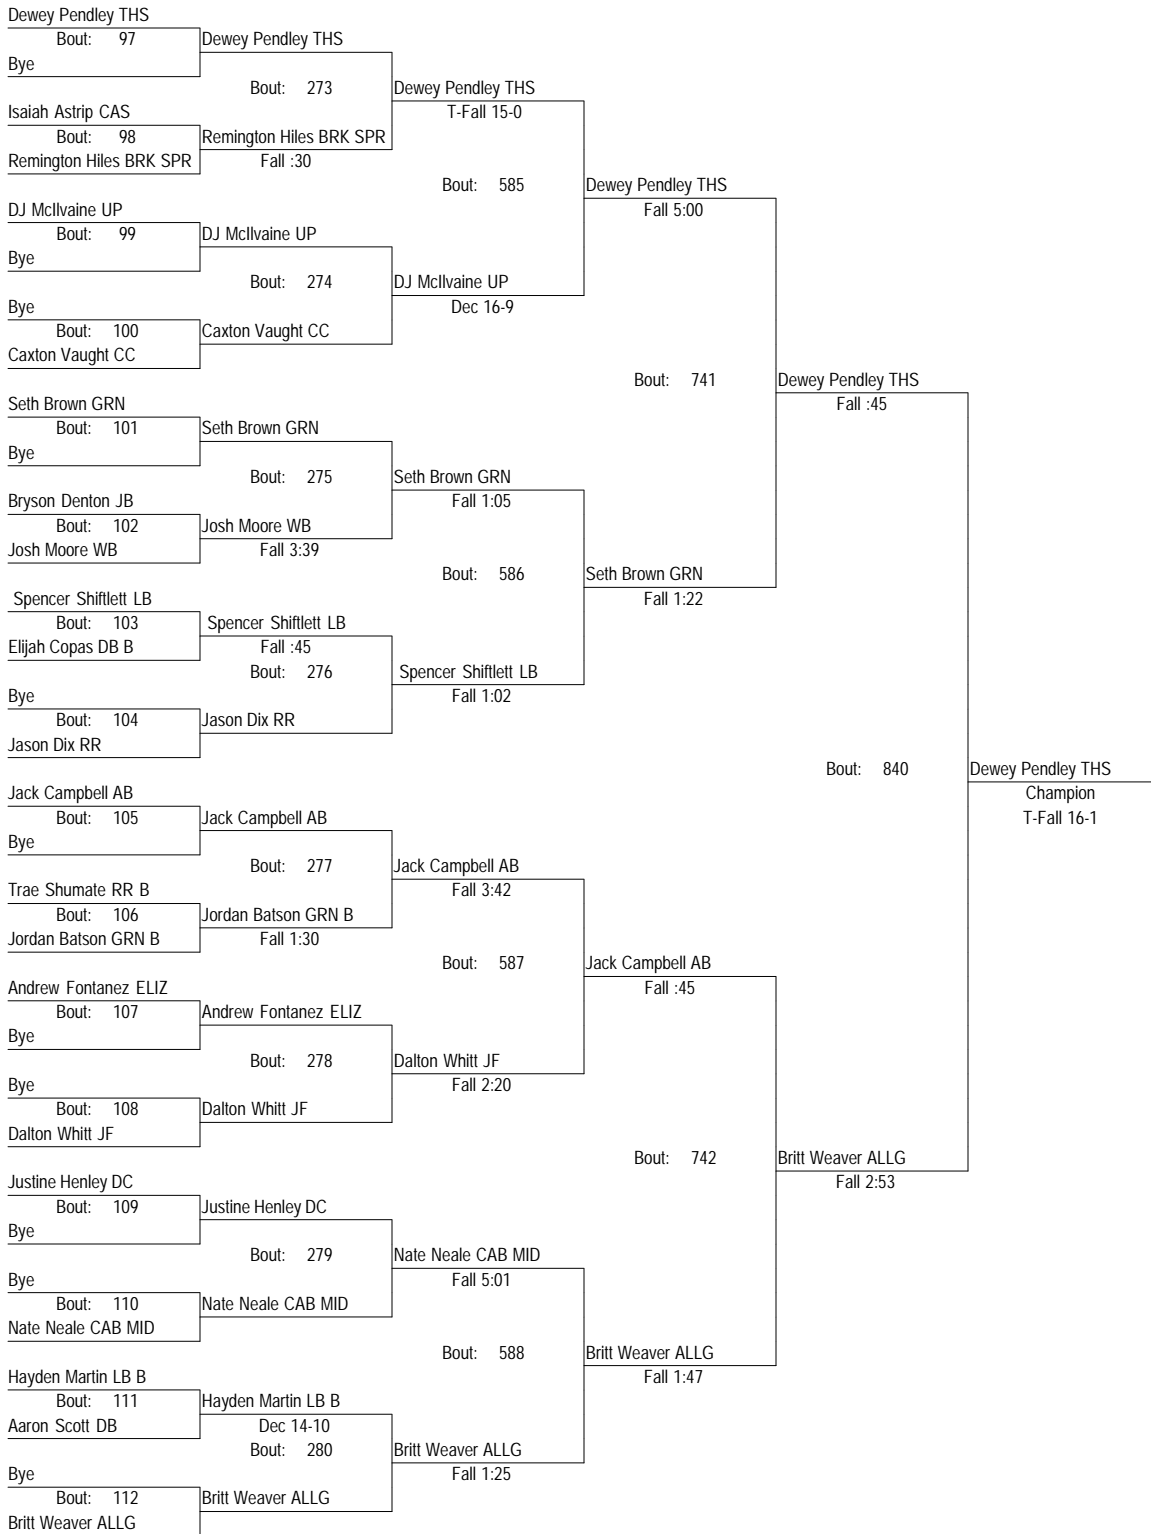 Dewey Pendley THS
Bout: 97
Dewey Pendley THS
Bye
Bout: 273
Dewey Pendley THS
Isaiah Astrip CAS
T-Fall 15-0
Bout: 98
Remington Hiles BRK SPR
Remington Hiles BRK SPR
Fall :30
Bout: 585
Dewey Pendley THS
DJ McIlvaine UP
Fall 5:00
Bout: 99
DJ McIlvaine UP
Bye
Bout: 274
DJ McIlvaine UP
Bye
Dec 16-9
Bout: 100
Caxton Vaught CC
Caxton Vaught CC
Bout: 741
Dewey Pendley THS
Seth Brown GRN
Fall :45
Bout: 101
Seth Brown GRN
Bye
Bout: 275
Seth Brown GRN
Bryson Denton JB
Fall 1:05
Bout: 102
Josh Moore WB
Josh Moore WB
Fall 3:39
Bout: 586
Seth Brown GRN
Spencer Shiftlett LB
Fall 1:22
Bout: 103
Spencer Shiftlett LB
Elijah Copas DB B
Fall :45
Bout: 276
Spencer Shiftlett LB
Bye
Fall 1:02
Bout: 104
Jason Dix RR
Jason Dix RR
Bout: 840
Dewey Pendley THS
Jack Campbell AB
Champion
Bout: 105
Jack Campbell AB
T-Fall 16-1
Bye
Bout: 277
Jack Campbell AB
Trae Shumate RR B
Fall 3:42
Bout: 106
Jordan Batson GRN B
Jordan Batson GRN B
Fall 1:30
Bout: 587
Jack Campbell AB
Andrew Fontanez ELIZ
Fall :45
Bout: 107
Andrew Fontanez ELIZ
Bye
Bout: 278
Dalton Whitt JF
Bye
Fall 2:20
Bout: 108
Dalton Whitt JF
Dalton Whitt JF
Bout: 742
Britt Weaver ALLG
Justine Henley DC
Fall 2:53
Bout: 109
Justine Henley DC
Bye
Bout: 279
Nate Neale CAB MID
Bye
Fall 5:01
Bout: 110
Nate Neale CAB MID
Nate Neale CAB MID
Bout: 588
Britt Weaver ALLG
Hayden Martin LB B
Fall 1:47
Bout: 111
Hayden Martin LB B
Aaron Scott DB
Dec 14-10
Bout: 280
Britt Weaver ALLG
Bye
Fall 1:25
Bout: 112
Britt Weaver ALLG
Britt Weaver ALLG